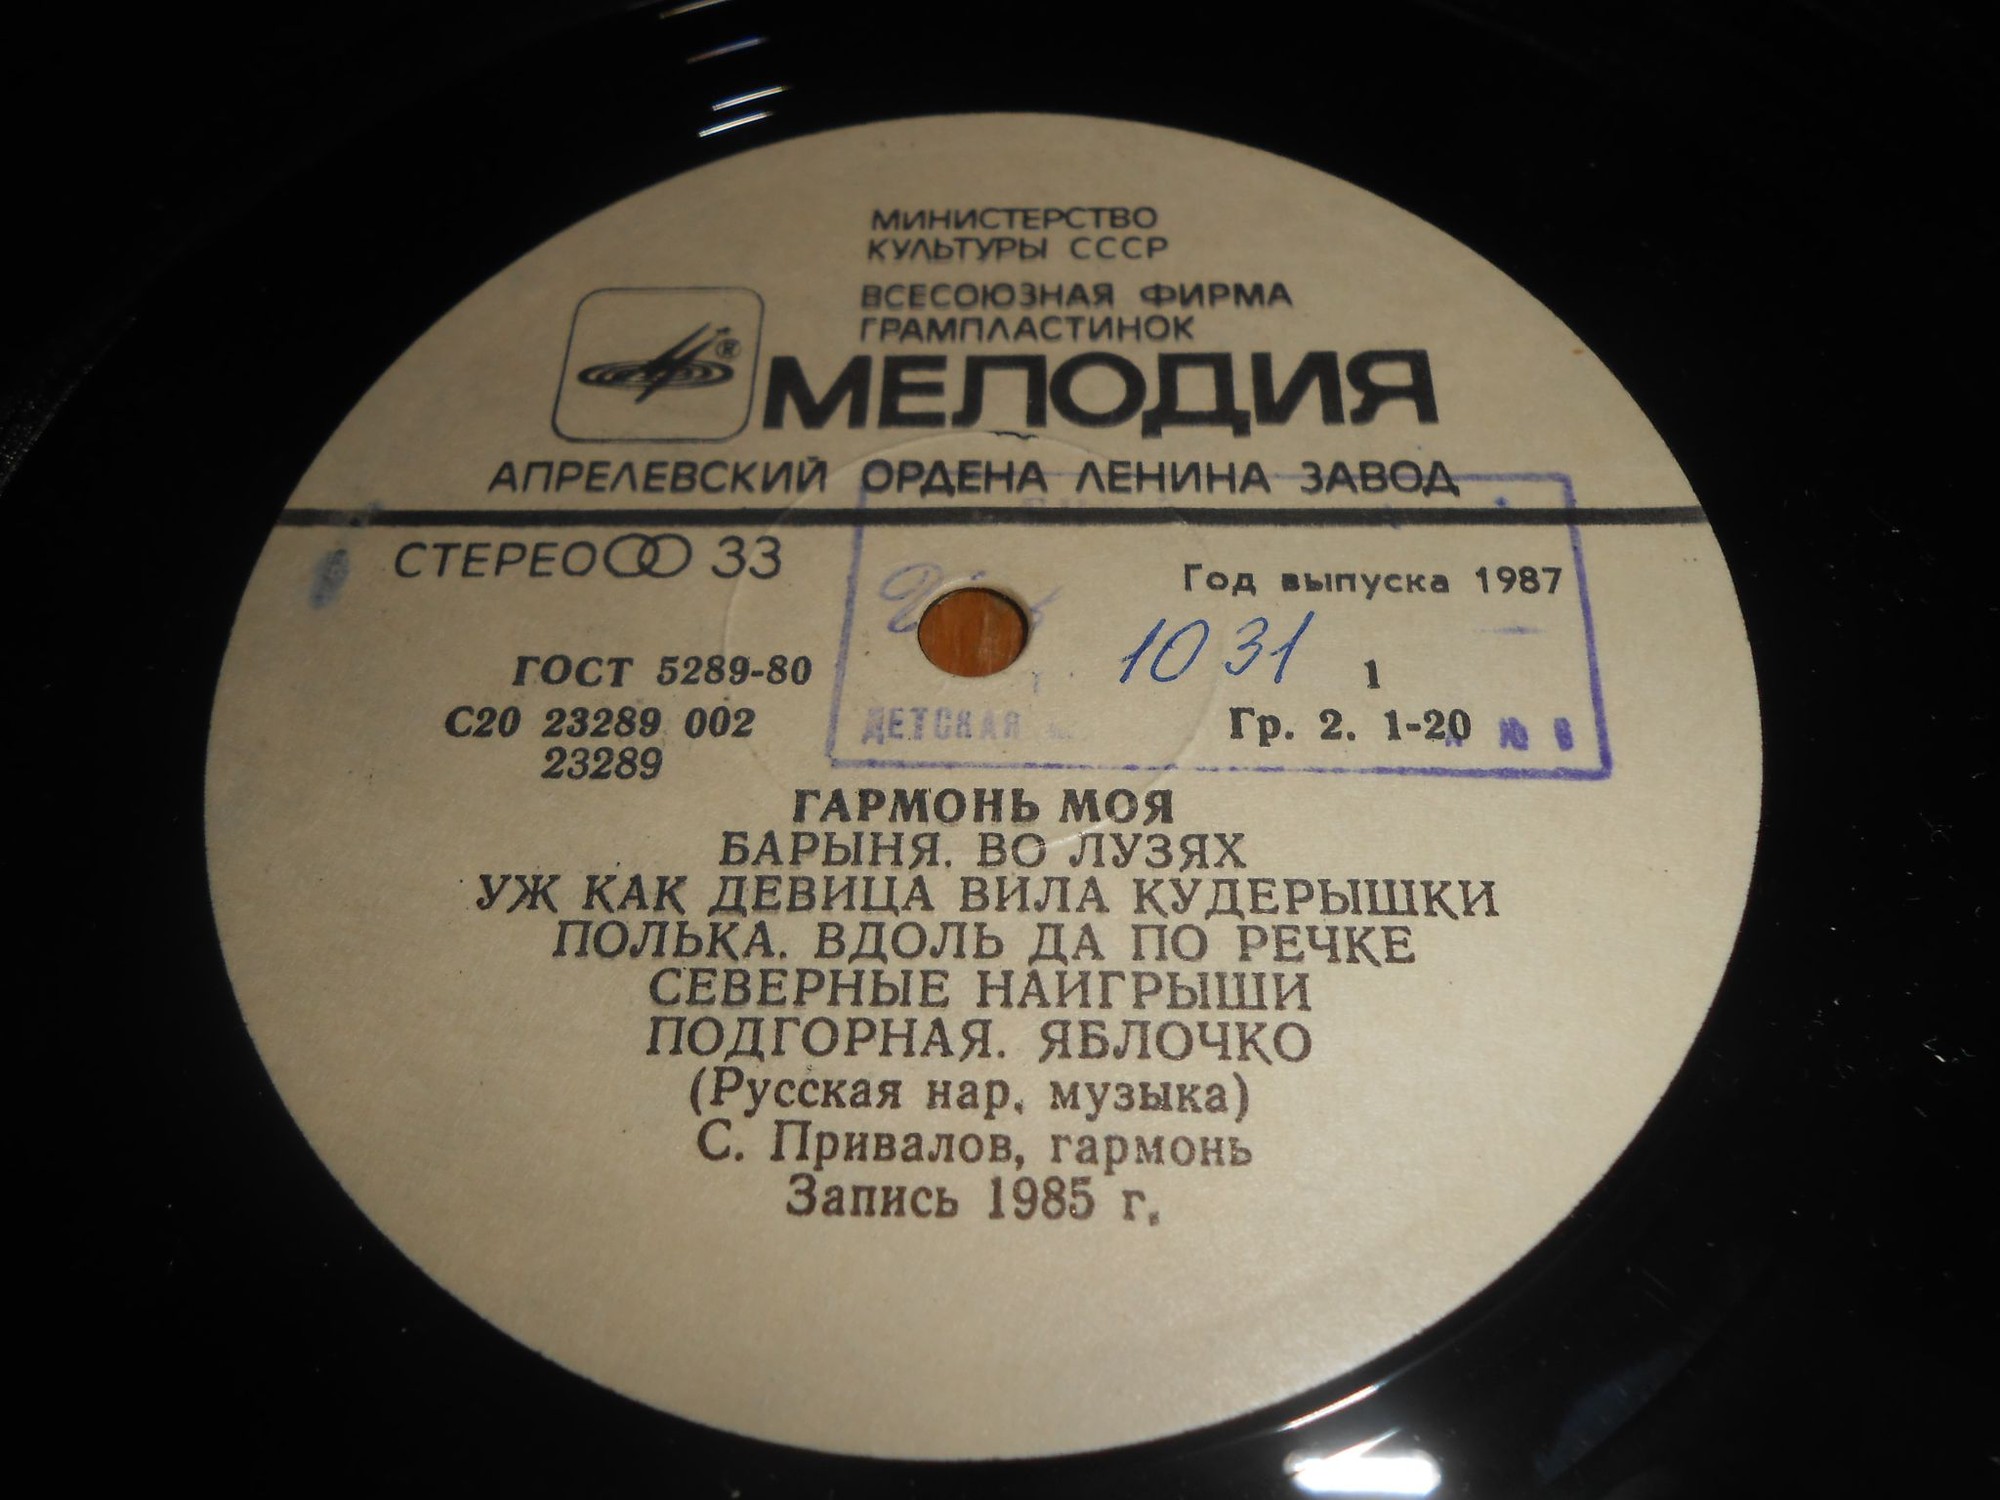 МИНИСТЕРСТВО
КУЛЬТУРЫ СССР
ВСЕСОЮЗНАЯ ФИРМА
ГРАМПЛАСТИНОК
®
МЕЛОДИЯ
АПРЕЛЕВСКИЙ ОРДЕНА ЛЕНИНА ЗАВОД
СТЕРЕО 33
Год выпуска 1987
1031
ГОСТ 5289-80
1
С20 23289 002
Гр. 2. 1-20
23289
ДЕТСКАЯ
ГАРМОНЬ МОЯ
БАРЫНЯ. ВО ЛУЗЯХ
УЖ КАК ДЕВИЦА ВИЛА КУДЕРЫШКИ
ПОЛЬКА. ВДОЛЬ ДА ПО РЕЧКЕ
СЕВЕРНЫЕ НАИГРЫШИ
ПОДГОРНАЯ. ЯБЛОЧКО
(Русская нар. музыка)
С. Привалов, гармонь
Запись 1985 г.